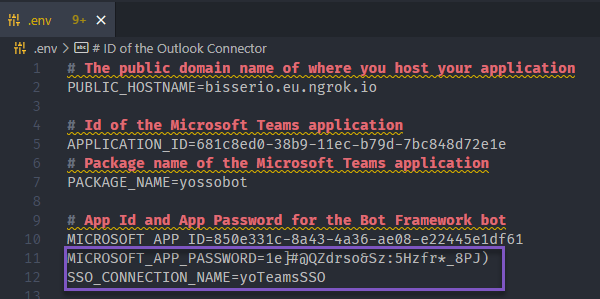 .env 9+
.env > # ID of the Outlook Connector
1 # The public domain name of where you host your application
2 PUBLIC_HOSTNAME=bisserio.eu.ngrok.io
3
4 # Id of the Microsoft Teams application
5 APPLICATION_ID=681c8ed0-38b9-11ec-b79d-7bc848d72e1e
6 # Package name of the Microsoft Teams application
7 PACKAGE_NAME=yossobot
8
9 # App Id and App Password for the Bot Framework bot
10 MICROSOFT_APP_ID=850e331c-8a43-4a36-ae08-e22445e1df61
11 MICROSOFT_APP_PASSWORD=1e]#@QZdrso&Sz:5Hzfr*_8PJ)
12 SSO_CONNECTION_NAME=yoTeamsSSO